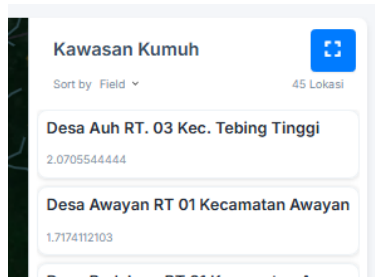 Kawasan Kumuh
Sort by Field
45 Lokasi
Desa Auh RT. 03 Kec. Tebing Tinggi
2.0705544444
Desa Awayan RT 01 Kecamatan Awayan
1.7174112103